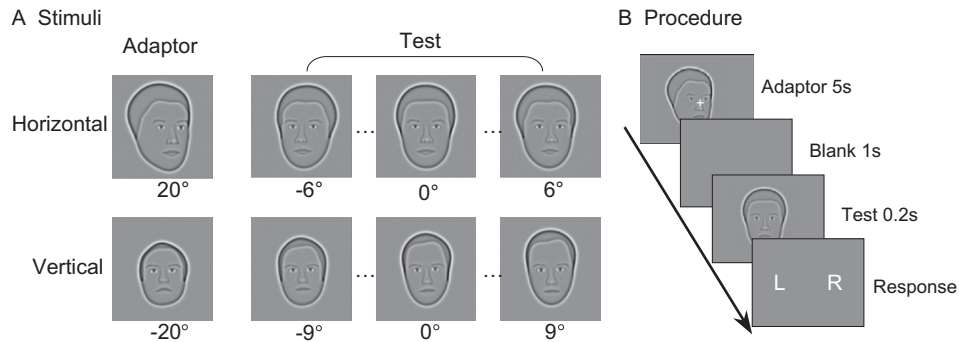 A Stimuli
Adaptor
Test
Horizontal
... ...
20° -6° 0° 6°
Vertical
... ...
-20° -9° 0° 9°
B Procedure
Adaptor 5s
Blank 1s
Test 0.2s
L R
Response